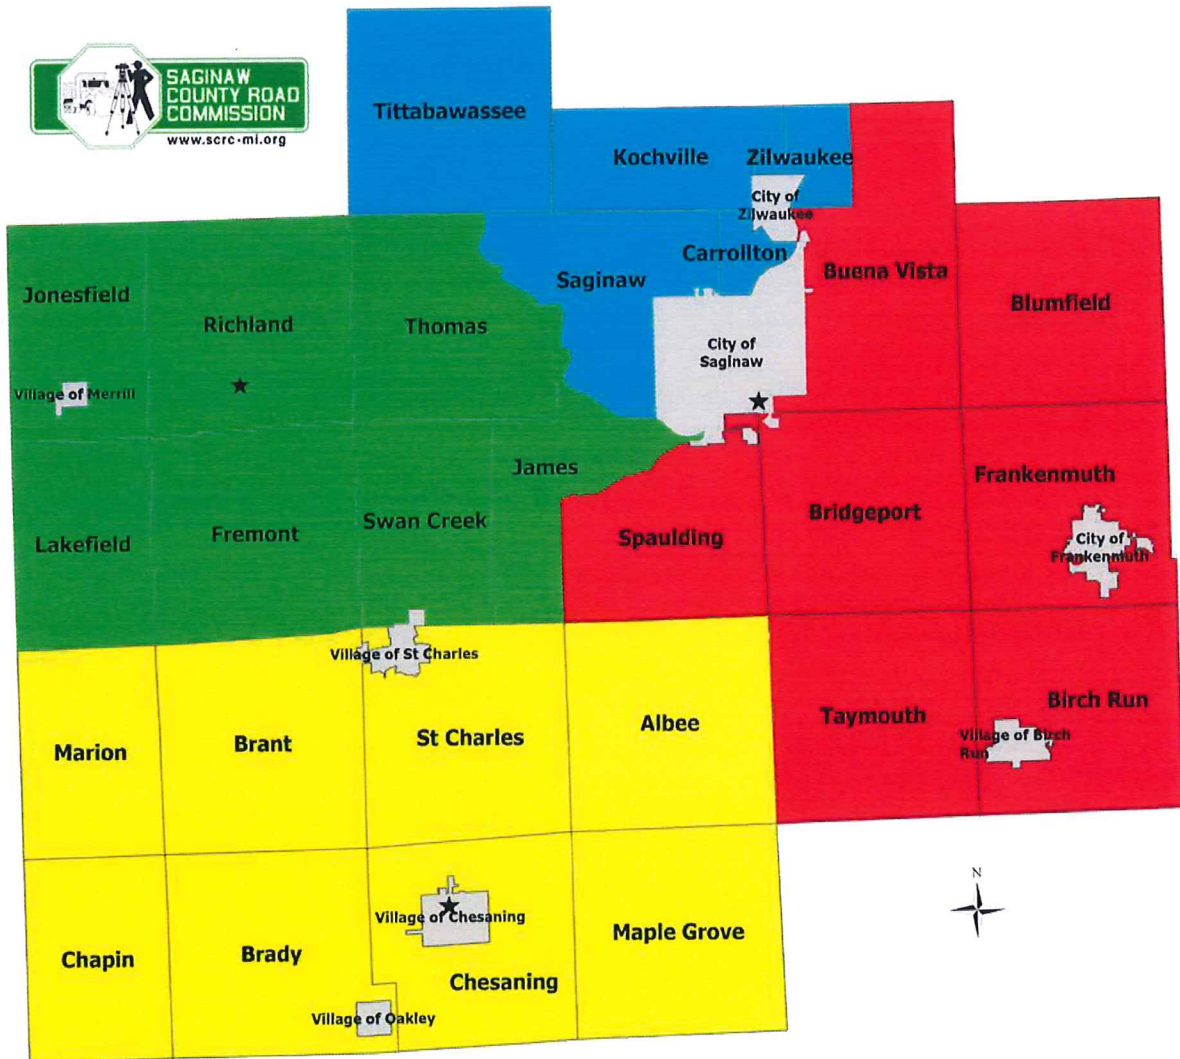 SAGINAW
COUNTY ROAD
COMMISSION
www.scrc-mi.org
Tittabawassee
Kochville
Zilwaukee
City of
Zilwaukee
Carrollton
Saginaw
Buena Vista
Blumfield
Jonesfield
Richland
Thomas
City of
Saginaw
Village of Merrill
James
Frankenmuth
Lakefield
Fremont
Swan Creek
Spaulding
Bridgeport
City of
Frankenmuth
Village of St Charles
Marion
Brant
St Charles
Albee
Taymouth
Birch Run
Village of Birch
Run
N
Village of Chesaning
Chapin
Brady
Chesaning
Maple Grove
Village of Oakley